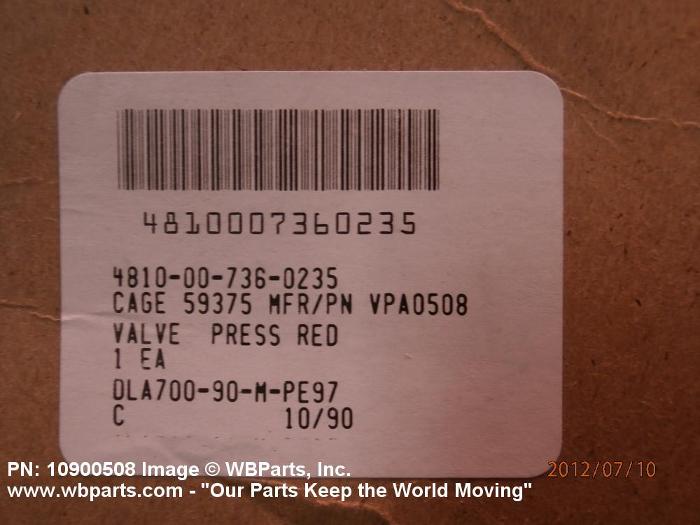 4810007360235
4810-00-736-0235
CAGE 59375 MFR/PN VPA0508
VALVE PRESS RED
1 EA
DLA700-90-M-PE97
C 10/90
PN: 10900508 Image © WBParts, Inc.
2012/07/10
www.wbparts.com - "Our Parts Keep the World Moving"